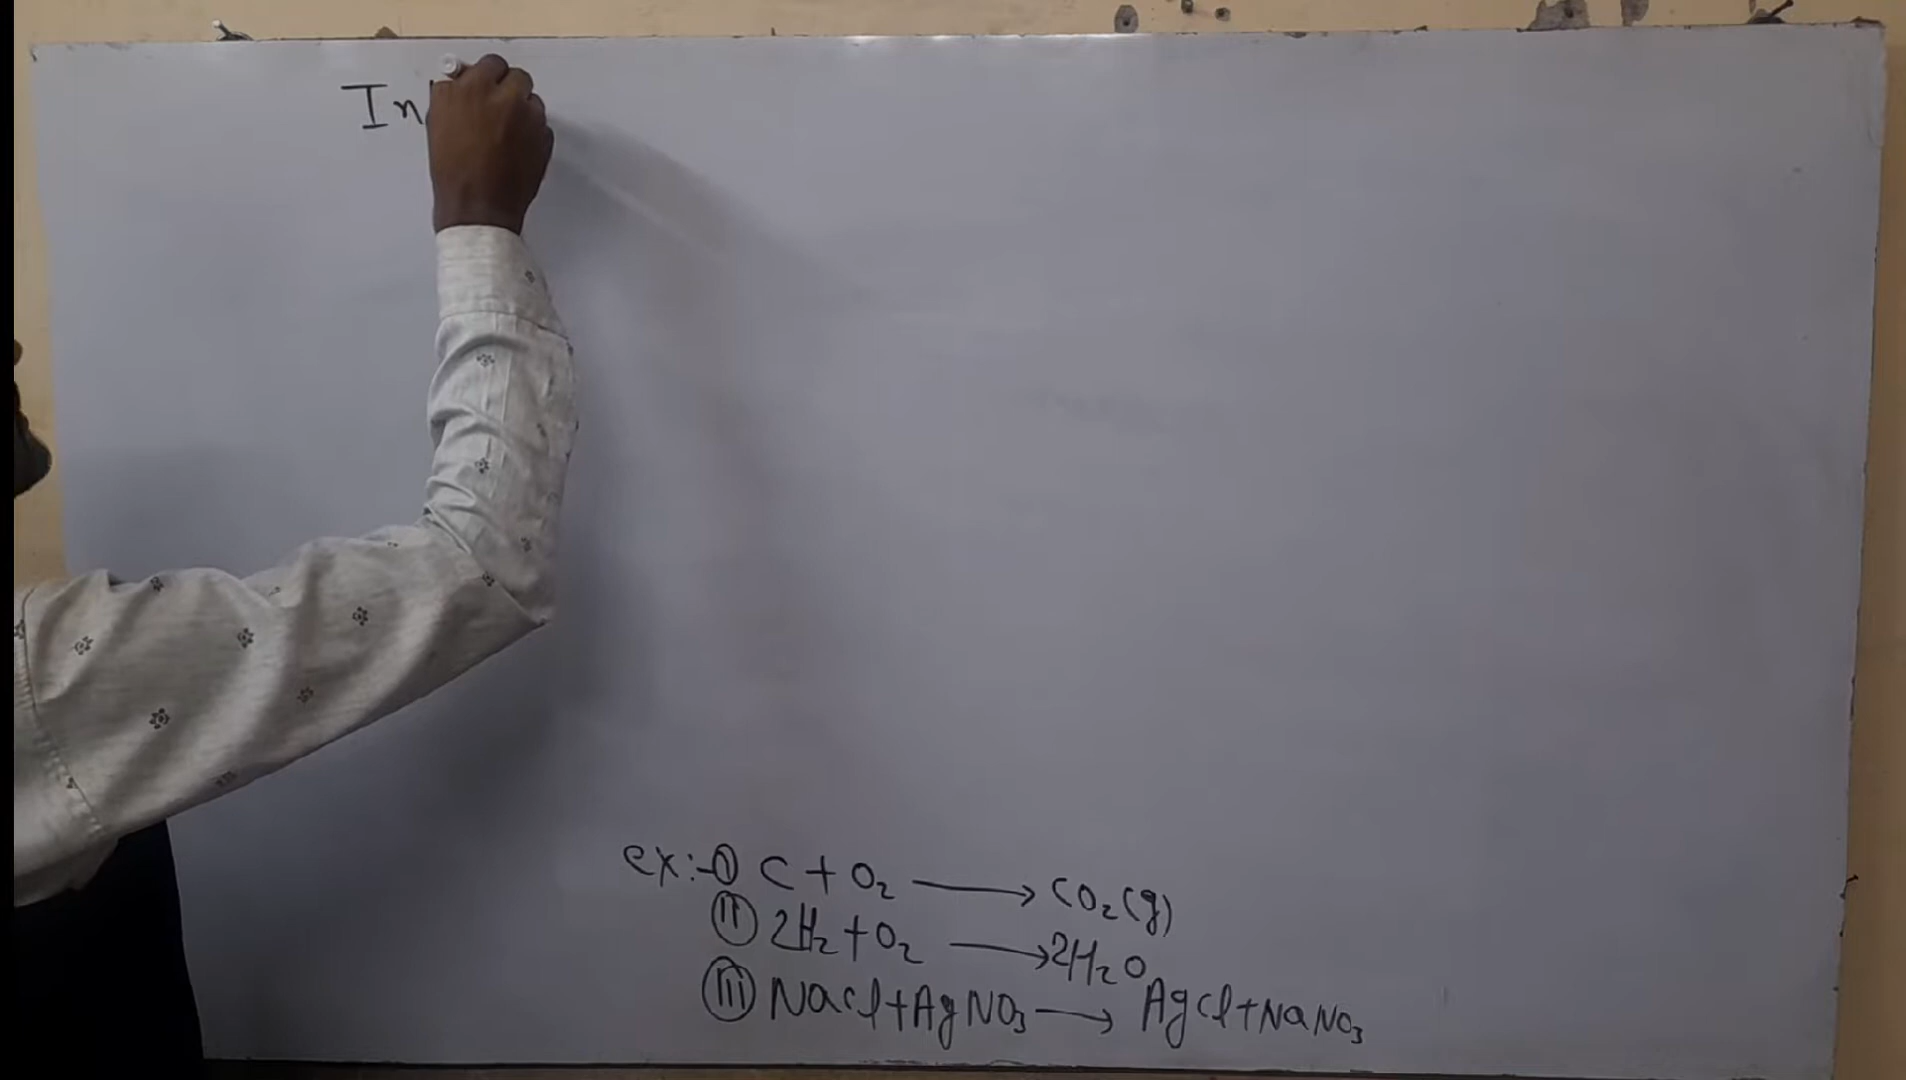 In
ex:-(i) C + O₂ ⟶ CO₂(g)
(ii) 2H₂ + O₂ ⟶ 2H₂O
(iii) NaCl + AgNO₃ ⟶ AgCl + NaNO₃